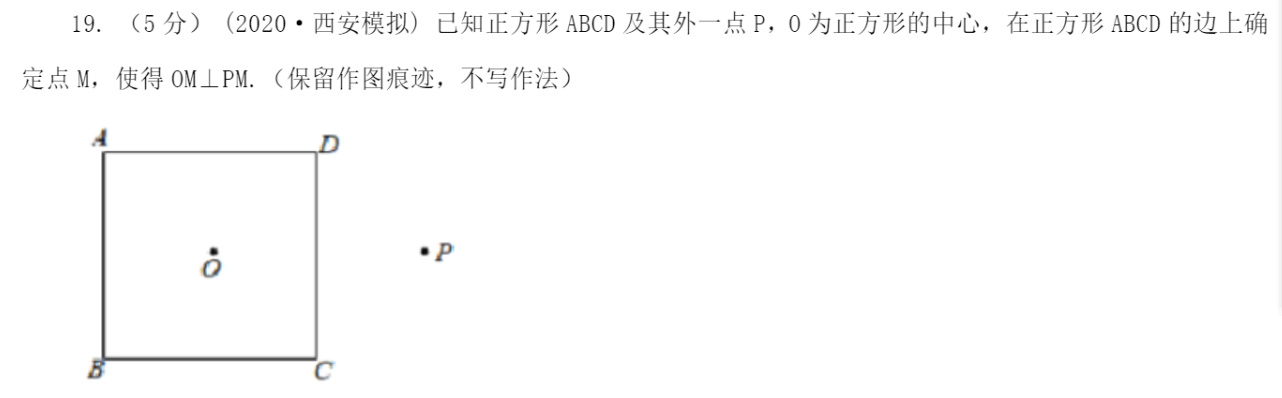 19. （5 分）(2020·西安模拟) 已知正方形 ABCD 及其外一点 P，O 为正方形的中心，在正方形 ABCD 的边上确
定点 M，使得 OM⊥PM.（保留作图痕迹，不写作法）
A
D
O
P
B
C